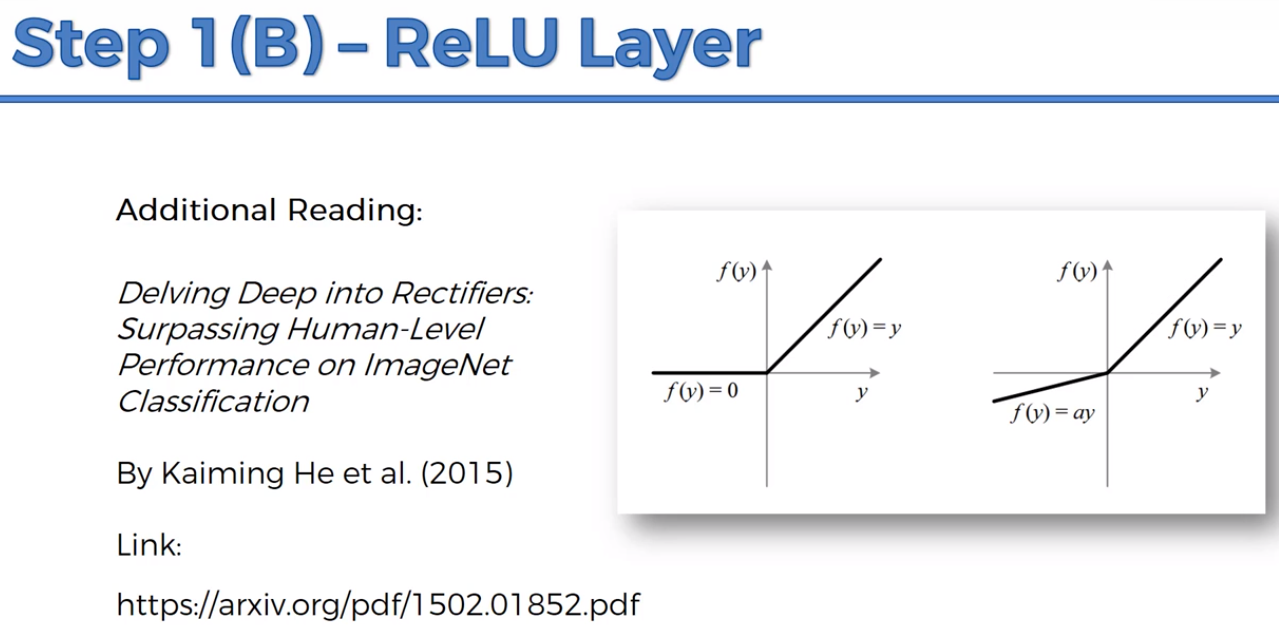 Step 1(B) – ReLU Layer
Additional Reading:
Delving Deep into Rectifiers:
Surpassing Human-Level
Performance on ImageNet
Classification
By Kaiming He et al. (2015)
Link:
https://arxiv.org/pdf/1502.01852.pdf
f(y)
f(y) = y
f(y) = 0
y
f(y)
f(y) = y
f(y) = ay
y